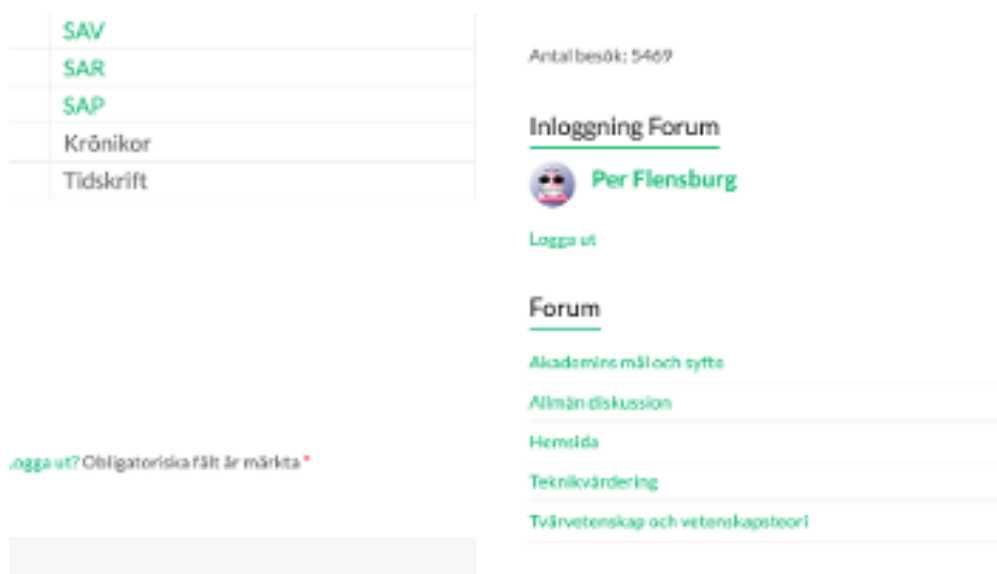 SAV
SAR
SAP
Krönikor
Tidskrift
ogga ut? Obligatoriska fält är märkta *
Antal besök: 5469
Inloggning Forum
Per Flensburg
Logga ut
Forum
Akademins mål och syfte
Allmän diskussion
Hemsida
Teknikvärdering
Tvärvetenskap och vetenskapsteori